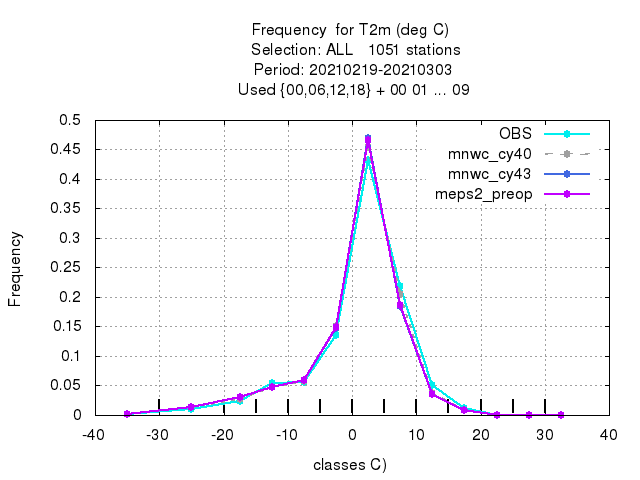 Frequency  for T2m (deg C)
Selection: ALL   1051 stations
Period: 20210219-20210303
Used {00,06,12,18} + 00 01 ... 09
0.5
0.45
0.4
0.35
0.3
0.25
0.2
0.15
0.1
0.05
0
Frequency
OBS
mnwc_cy40
mnwc_cy43
meps2_preop
-40 -30 -20 -10 0 10 20 30 40
classes C)